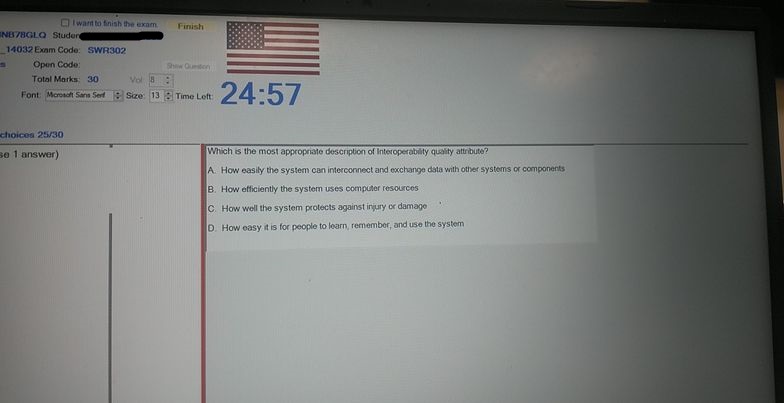 I want to finish the exam. Finish
NB78GLQ Studen
_14032 Exam Code: SWR302
s Open Code: Show Question
Total Marks: 30 Vol: 8
Font: Microsoft Sans Serif Size: 13 Time Left: 24:57
choices 25/30
se 1 answer)
Which is the most appropriate description of Interoperability quality attribute?
A. How easily the system can interconnect and exchange data with other systems or components
B. How efficiently the system uses computer resources
C. How well the system protects against injury or damage
D. How easy it is for people to learn, remember, and use the system